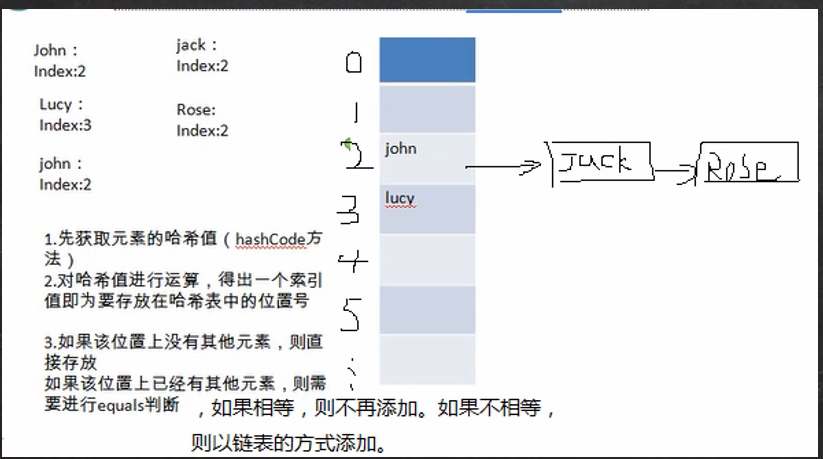 John：
Index:2
jack：
Index:2
Lucy：
Index:3
Rose:
Index:2
john：
Index:2
1.先获取元素的哈希值（hashCode方
法）
2.对哈希值进行运算，得出一个索引
值即为要存放在哈希表中的位置号
3.如果该位置上没有其他元素，则直
接存放
如果该位置上已经有其他元素，则需
要进行equals判断 ，如果相等，则不再添加。如果不相等，
则以链表的方式添加。
0
1
2 john Jack Rose
3 lucy
4
5